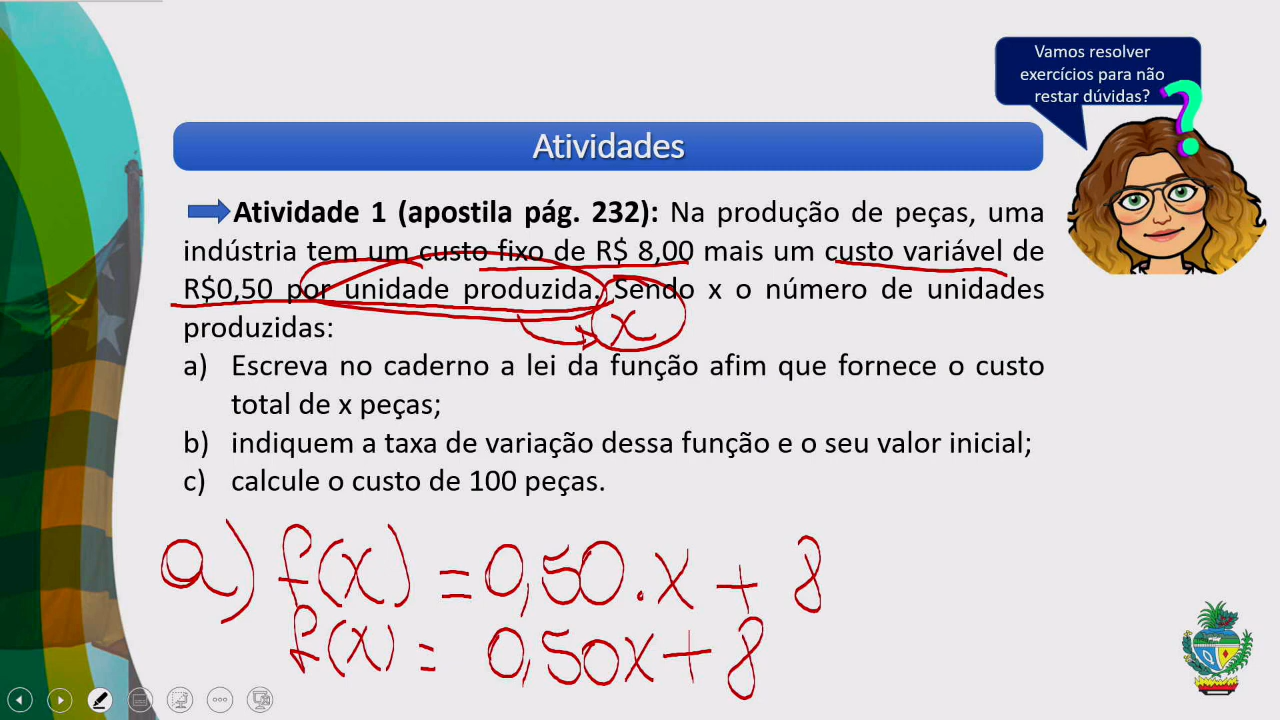 Vamos resolver
exercícios para não
restar dúvidas?
Atividades
Atividade 1 (apostila pág. 232): Na produção de peças, uma
indústria tem um custo fixo de R$ 8,00 mais um custo variável de
R$0,50 por unidade produzida. Sendo x o número de unidades
x
produzidas:
a) Escreva no caderno a lei da função afim que fornece o custo
total de x peças;
b) indiquem a taxa de variação dessa função e o seu valor inicial;
c) calcule o custo de 100 peças.
a) f(x) = 0,50.x + 8
f(x) = 0,50x + 8